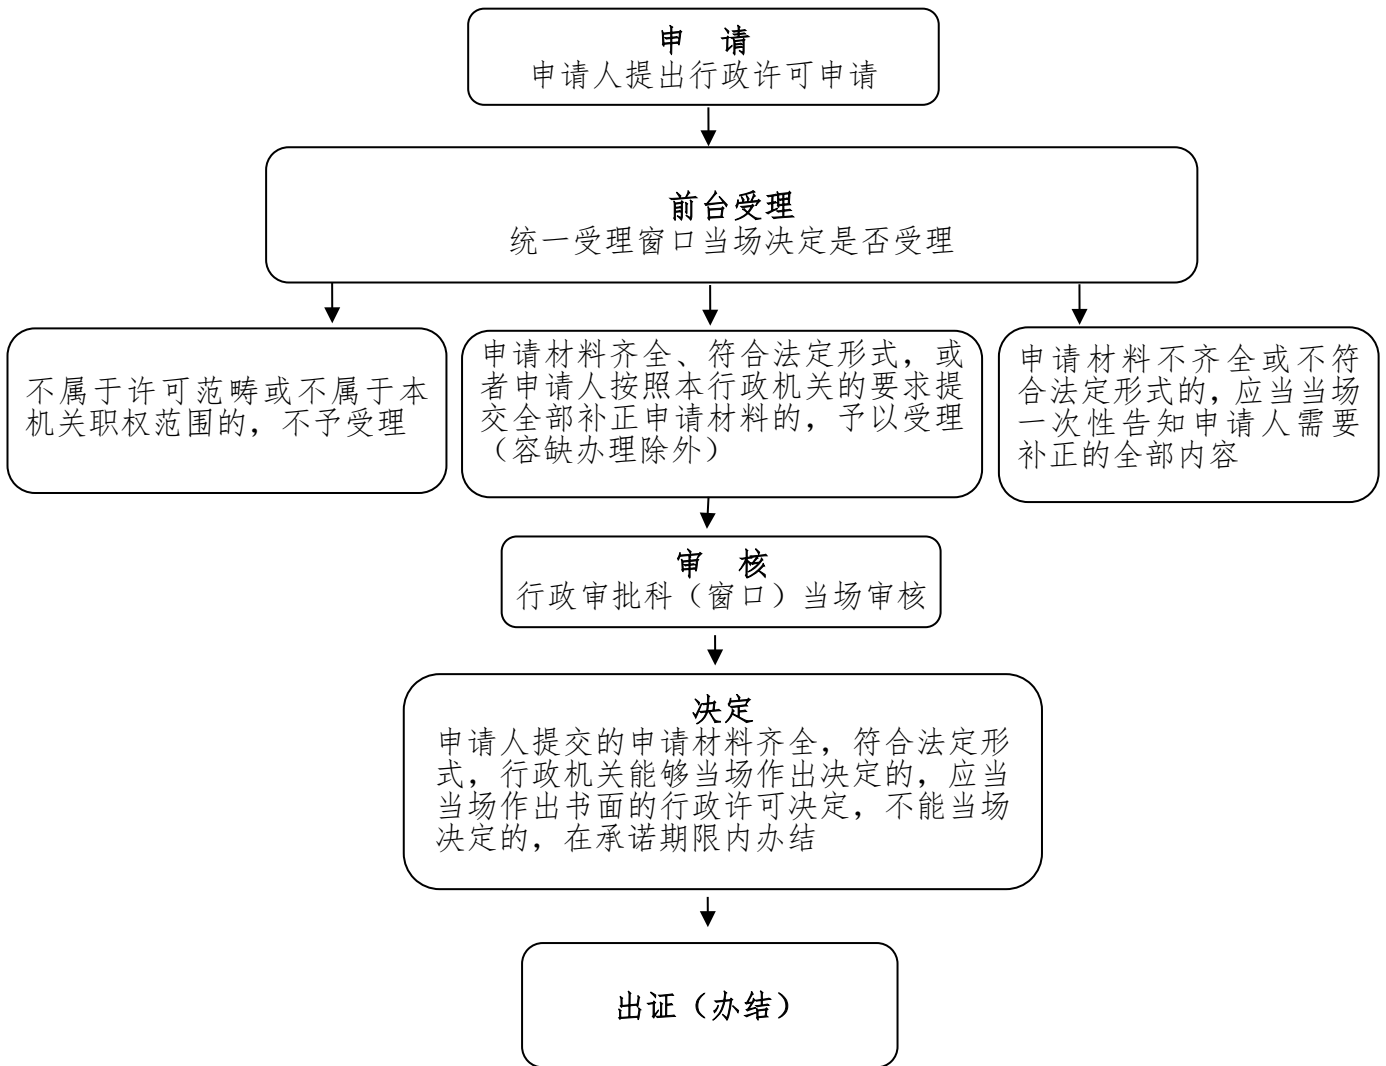 申 请
申请人提出行政许可申请
前台受理
统一受理窗口当场决定是否受理
不属于许可范畴或不属于本
机关职权范围的，不予受理
申请材料齐全、符合法定形式，或
者申请人按照本行政机关的要求提
交全部补正申请材料的，予以受理
（容缺办理除外）
申请材料不齐全或不符
合法定形式的，应当当场
一次性告知申请人需要
补正的全部内容
审 核
行政审批科（窗口）当场审核
决定
申请人提交的申请材料齐全，符合法定形
式，行政机关能够当场作出决定的，应当
当场作出书面的行政许可决定，不能当场
决定的，在承诺期限内办结
出证（办结）